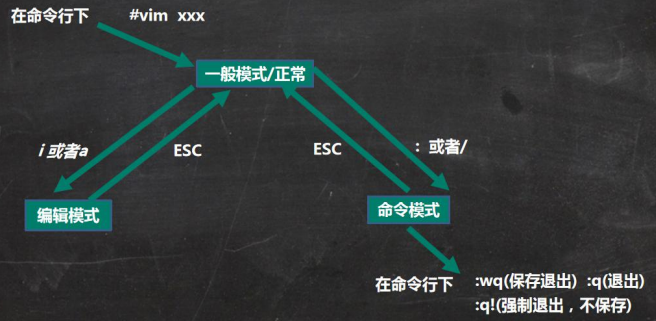 在命令行下 #vim xxx
一般模式/正常
i 或者a
ESC
ESC
: 或者/
编辑模式
命令模式
在命令行下
:wq(保存退出) :q(退出)
:q!(强制退出，不保存)